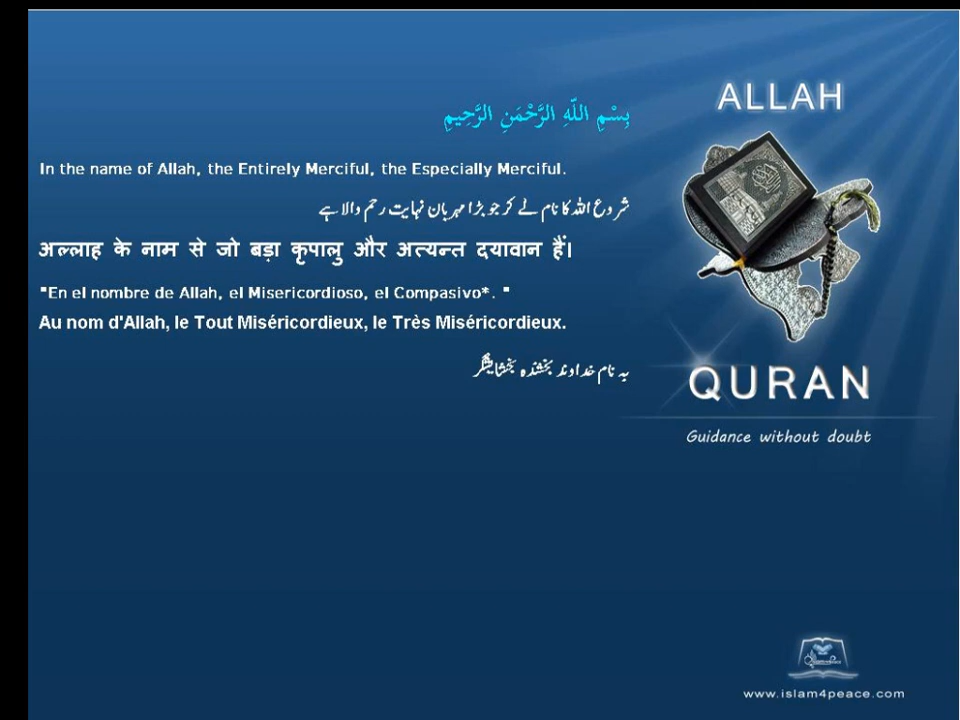 بِسْمِ اللّهِ الرَّحْمَنِ الرَّحِيمِ
In the name of Allah, the Entirely Merciful, the Especially Merciful.
شروع الله کا نام لے کر جو بڑا مہربان نہایت رحم والا ہے
अल्लाह के नाम से जो बड़ा कृपालु और अत्यन्त दयावान हैं।
"En el nombre de Allah, el Misericordioso, el Compasivo*. "
Au nom d'Allah, le Tout Miséricordieux, le Très Miséricordieux.
به نام خداوند بخشنده بخشایشگر
ALLAH
QURAN
Guidance without doubt
www.islam4peace.com